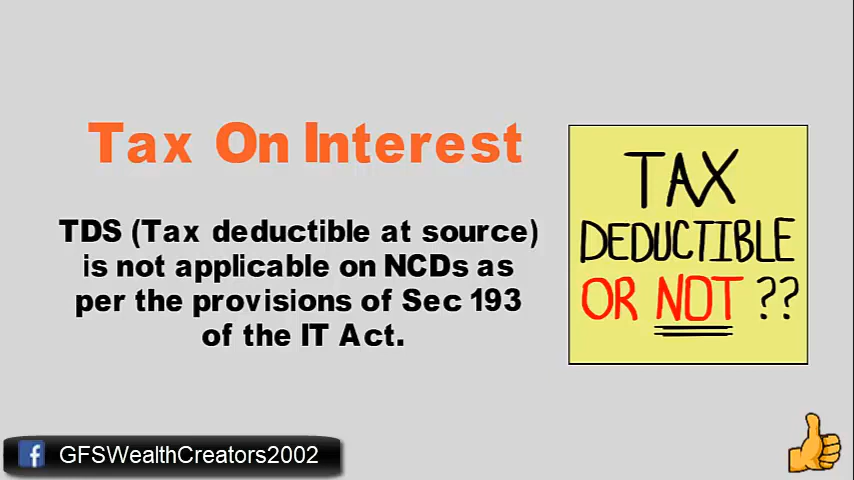 Tax On Interest
TDS (Tax deductible at source)
is not applicable on NCDs as
per the provisions of Sec 193
of the IT Act.
TAX
DEDUCTIBLE
OR NOT ??
GFSWealthCreators2002